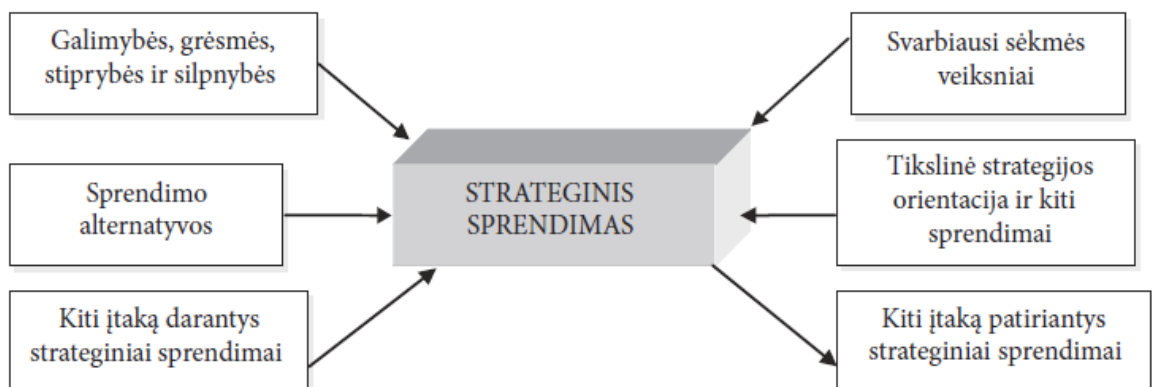 Galimybės, grėsmės,
stiprybės ir silpnybės
Svarbiausi sėkmės
veiksniai
Sprendimo
alternatyvos
STRATEGINIS
SPRENDIMAS
Tikslinė strategijos
orientacija ir kiti
sprendimai
Kiti įtaką darantys
strateginiai sprendimai
Kiti įtaką patiriantys
strateginiai sprendimai